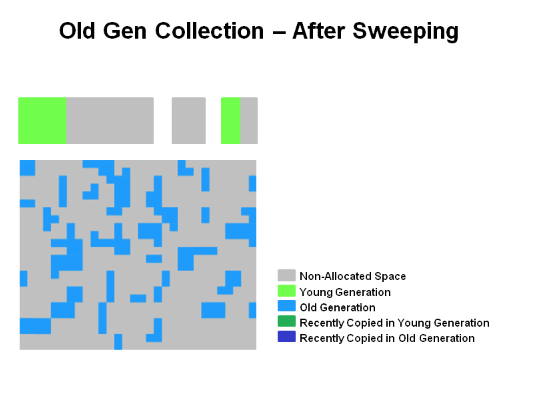 Old Gen Collection – After Sweeping
Non-Allocated Space
Young Generation
Old Generation
Recently Copied in Young Generation
Recently Copied in Old Generation